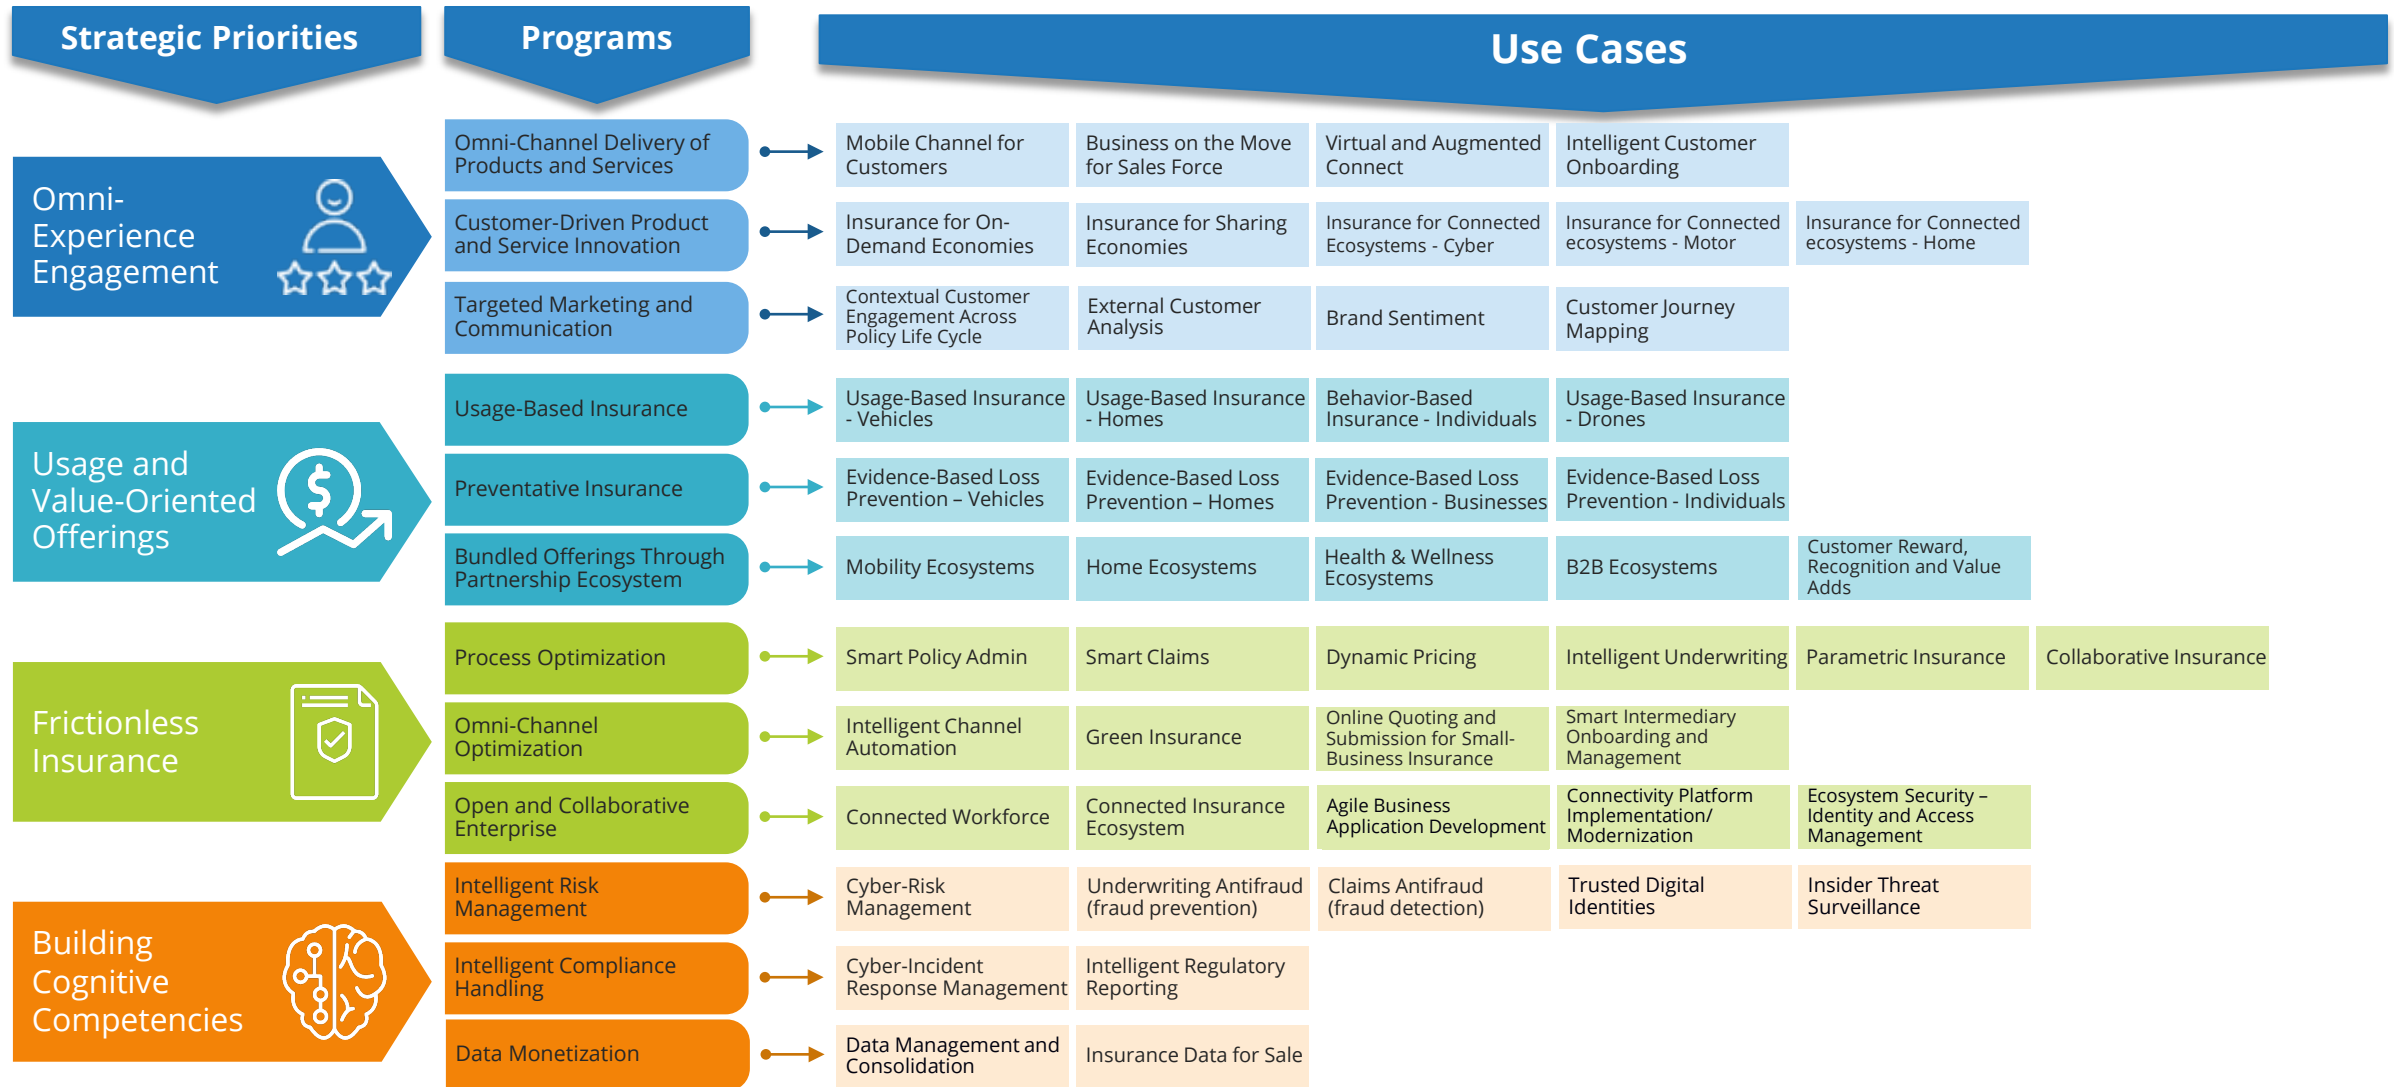 Strategic Priorities
Programs
Use Cases
Omni-
Experience
Engagement
Omni-Channel Delivery of
Products and Services
Mobile Channel for
Customers
Business on the Move
for Sales Force
Virtual and Augmented
Connect
Intelligent Customer
Onboarding
Customer-Driven Product
and Service Innovation
Insurance for On-
Demand Economies
Insurance for Sharing
Economies
Insurance for Connected
Ecosystems - Cyber
Insurance for Connected
ecosystems - Motor
Insurance for Connected
ecosystems - Home
Targeted Marketing and
Communication
Contextual Customer
Engagement Across
Policy Life Cycle
External Customer
Analysis
Brand Sentiment
Customer Journey
Mapping
Usage and
Value-Oriented
Offerings
$
Usage-Based Insurance
Usage-Based Insurance
- Vehicles
Usage-Based Insurance
- Homes
Behavior-Based
Insurance - Individuals
Usage-Based Insurance
- Drones
Preventative Insurance
Evidence-Based Loss
Prevention – Vehicles
Evidence-Based Loss
Prevention – Homes
Evidence-Based Loss
Prevention - Businesses
Evidence-Based Loss
Prevention - Individuals
Bundled Offerings Through
Partnership Ecosystem
Mobility Ecosystems
Home Ecosystems
Health & Wellness
Ecosystems
B2B Ecosystems
Customer Reward,
Recognition and Value
Adds
Frictionless
Insurance
Process Optimization
Smart Policy Admin
Smart Claims
Dynamic Pricing
Intelligent Underwriting
Parametric Insurance
Collaborative Insurance
Omni-Channel
Optimization
Intelligent Channel
Automation
Green Insurance
Online Quoting and
Submission for Small-
Business Insurance
Smart Intermediary
Onboarding and
Management
Open and Collaborative
Enterprise
Connected Workforce
Connected Insurance
Ecosystem
Agile Business
Application Development
Connectivity Platform
Implementation/
Modernization
Ecosystem Security –
Identity and Access
Management
Building
Cognitive
Competencies
Intelligent Risk
Management
Cyber-Risk
Management
Underwriting Antifraud
(fraud prevention)
Claims Antifraud
(fraud detection)
Trusted Digital
Identities
Insider Threat
Surveillance
Intelligent Compliance
Handling
Cyber-Incident
Response Management
Intelligent Regulatory
Reporting
Data Monetization
Data Management and
Consolidation
Insurance Data for Sale